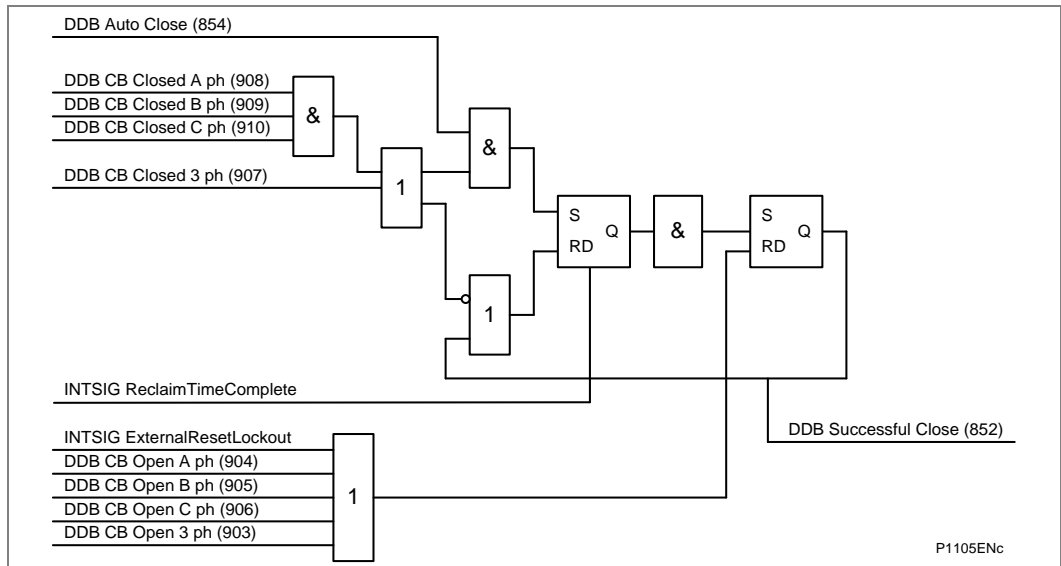 DDB Auto Close (854)
DDB CB Closed A ph (908)
DDB CB Closed B ph (909)
DDB CB Closed C ph (910)
&
&
DDB CB Closed 3 ph (907)
1
S
Q
RD
&
S
Q
RD
1
INTSIG ReclaimTimeComplete
INTSIG ExternalResetLockout
DDB Successful Close (852)
DDB CB Open A ph (904)
DDB CB Open B ph (905)
1
DDB CB Open C ph (906)
DDB CB Open 3 ph (903)
P1105ENc